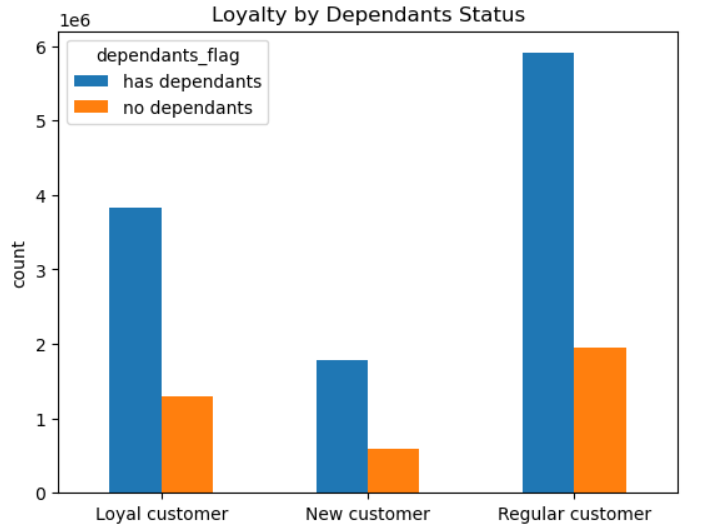 Loyalty by Dependants Status
1e6
dependants_flag
has dependants
no dependants
count
6
5
4
3
2
1
0
Loyal customer
New customer
Regular customer